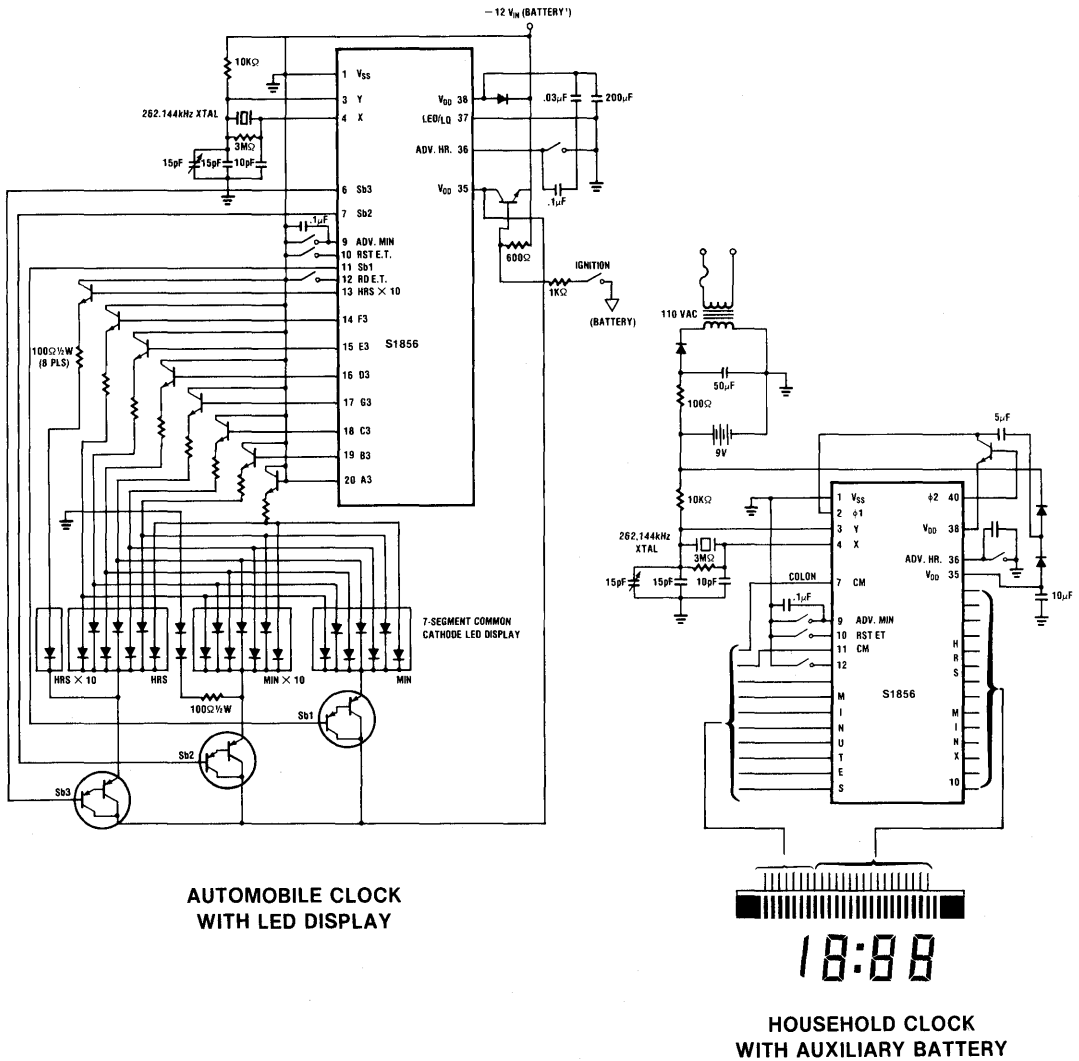 − 12 VIN (BATTERY')
10KΩ
262.144kHz XTAL
3MΩ
15pF
15pF
10pF
1 VSS
3 Y
4 X
VDD 38
LED/LQ 37
ADV. HR. 36
VDD 35
.03μF
200μF
.1μF
6 Sb3
7 Sb2
.1μF
9 ADV. MIN
10 RST E.T.
11 Sb1
12 RD E.T.
13 HRS × 10
14 F3
15 E3
16 D3
17 G3
18 C3
19 B3
20 A3
S1856
600Ω
1KΩ
IGNITION
(BATTERY)
100Ω½W
(8 PLS)
7-SEGMENT COMMON
CATHODE LED DISPLAY
HRS × 10
HRS
MIN × 10
MIN
100Ω½W
Sb1
Sb2
Sb3
AUTOMOBILE CLOCK
WITH LED DISPLAY
110 VAC
50μF
100Ω
9V
10KΩ
262,144kHz
XTAL
3MΩ
15pF
15pF
10pF
5μF
1 VSS
2 ϕ1
3 Y
4 X
ϕ2 40
VDD 38
ADV. HR. 36
VDD 35
10μF
COLON
7 CM
.1μF
9 ADV. MIN
10 RST ET
11 CM
12
S1856
M
I
N
U
T
E
S
H
R
S
M
I
N
X
10
18:88
HOUSEHOLD CLOCK
WITH AUXILIARY BATTERY